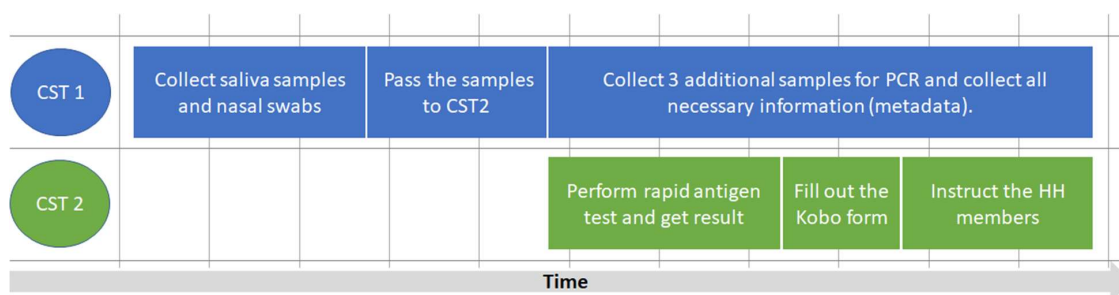 CST 1
Collect saliva samples
and nasal swabs
Pass the samples
to CST2
Collect 3 additional samples for PCR and collect all
necessary information (metadata).
CST 2
Perform rapid antigen
test and get result
Fill out the
Kobo form
Instruct the HH
members
Time